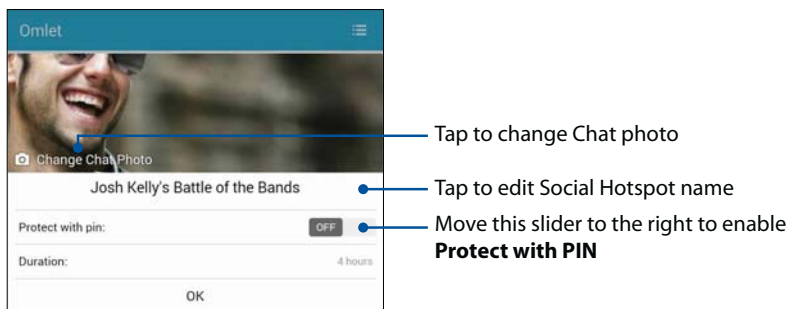 Omlet
Change Chat Photo
Tap to change Chat photo
Josh Kelly's Battle of the Bands
Tap to edit Social Hotspot name
Protect with pin:
OFF
Move this slider to the right to enable
Protect with PIN
Duration:
4 hours
OK